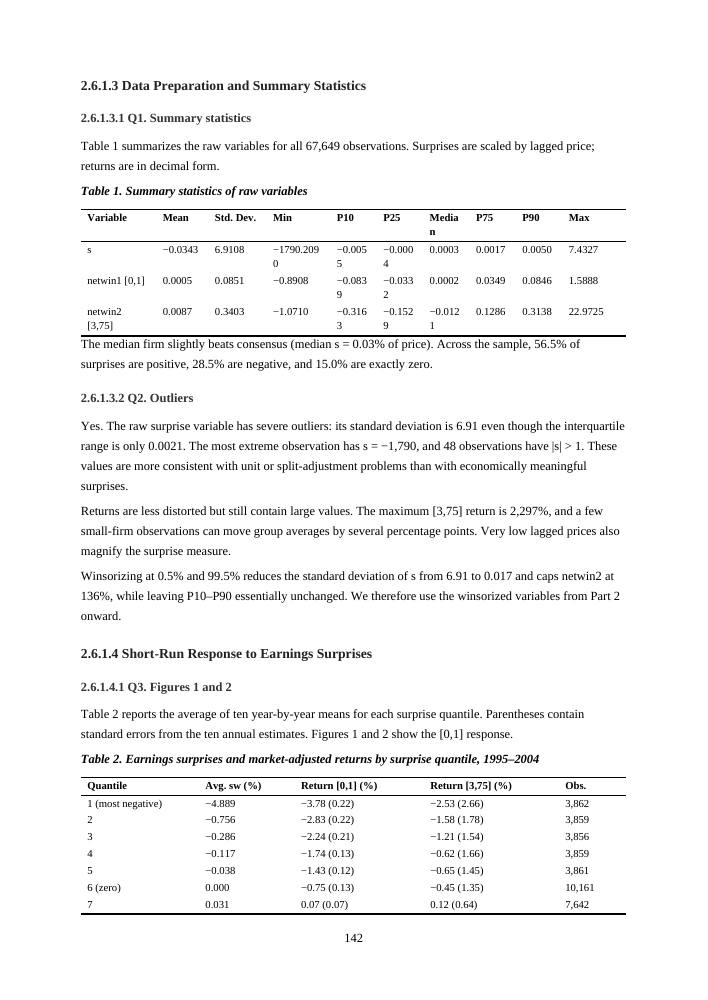 2.6.1.3 Data Preparation and Summary Statistics
2.6.1.3.1 Q1. Summary statistics
Table 1 summarizes the raw variables for all 67,649 observations. Surprises are scaled by lagged price;
returns are in decimal form.
Table 1. Summary statistics of raw variables
Variable Mean Std. Dev. Min P10 P25 Media P75 P90 Max
n
s −0.0343 6.9108 −1790.209 −0.005 −0.000 0.0003 0.0017 0.0050 7.4327
0 5 4
netwin1 [0,1] 0.0005 0.0851 −0.8908 −0.083 −0.033 0.0002 0.0349 0.0846 1.5888
9 2
netwin2 0.0087 0.3403 −1.0710 −0.316 −0.152 −0.012 0.1286 0.3138 22.9725
[3,75] 3 9 1
The median firm slightly beats consensus (median s = 0.03% of price). Across the sample, 56.5% of
surprises are positive, 28.5% are negative, and 15.0% are exactly zero.
2.6.1.3.2 Q2. Outliers
Yes. The raw surprise variable has severe outliers: its standard deviation is 6.91 even though the interquartile
range is only 0.0021. The most extreme observation has s = −1,790, and 48 observations have |s| > 1. These
values are more consistent with unit or split-adjustment problems than with economically meaningful
surprises.
Returns are less distorted but still contain large values. The maximum [3,75] return is 2,297%, and a few
small-firm observations can move group averages by several percentage points. Very low lagged prices also
magnify the surprise measure.
Winsorizing at 0.5% and 99.5% reduces the standard deviation of s from 6.91 to 0.017 and caps netwin2 at
136%, while leaving P10–P90 essentially unchanged. We therefore use the winsorized variables from Part 2
onward.
2.6.1.4 Short-Run Response to Earnings Surprises
2.6.1.4.1 Q3. Figures 1 and 2
Table 2 reports the average of ten year-by-year means for each surprise quantile. Parentheses contain
standard errors from the ten annual estimates. Figures 1 and 2 show the [0,1] response.
Table 2. Earnings surprises and market-adjusted returns by surprise quantile, 1995–2004
Quantile Avg. sw (%) Return [0,1] (%) Return [3,75] (%) Obs.
1 (most negative) −4.889 −3.78 (0.22) −2.53 (2.66) 3,862
2 −0.756 −2.83 (0.22) −1.58 (1.78) 3,859
3 −0.286 −2.24 (0.21) −1.21 (1.54) 3,856
4 −0.117 −1.74 (0.13) −0.62 (1.66) 3,859
5 −0.038 −1.43 (0.12) −0.65 (1.45) 3,861
6 (zero) 0.000 −0.75 (0.13) −0.45 (1.35) 10,161
7 0.031 0.07 (0.07) 0.12 (0.64) 7,642
142